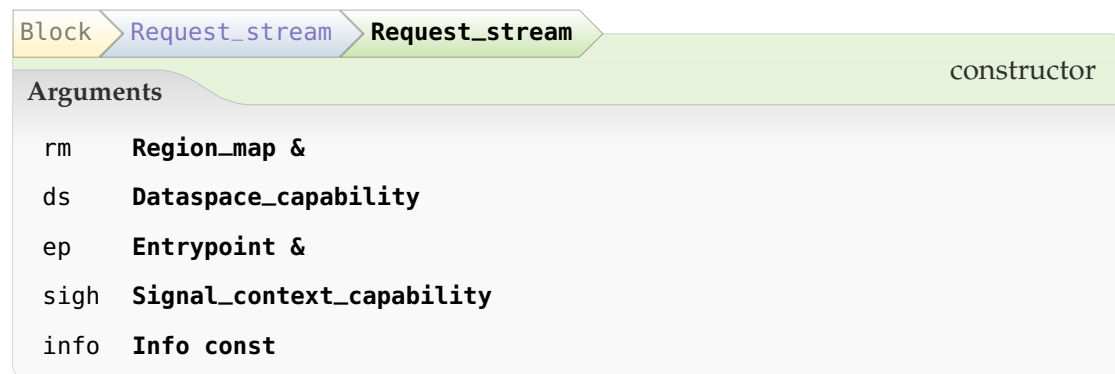 Block Request_stream Request_stream
constructor
Arguments
rm Region_map &
ds Dataspace_capability
ep Entrypoint &
sigh Signal_context_capability
info Info const